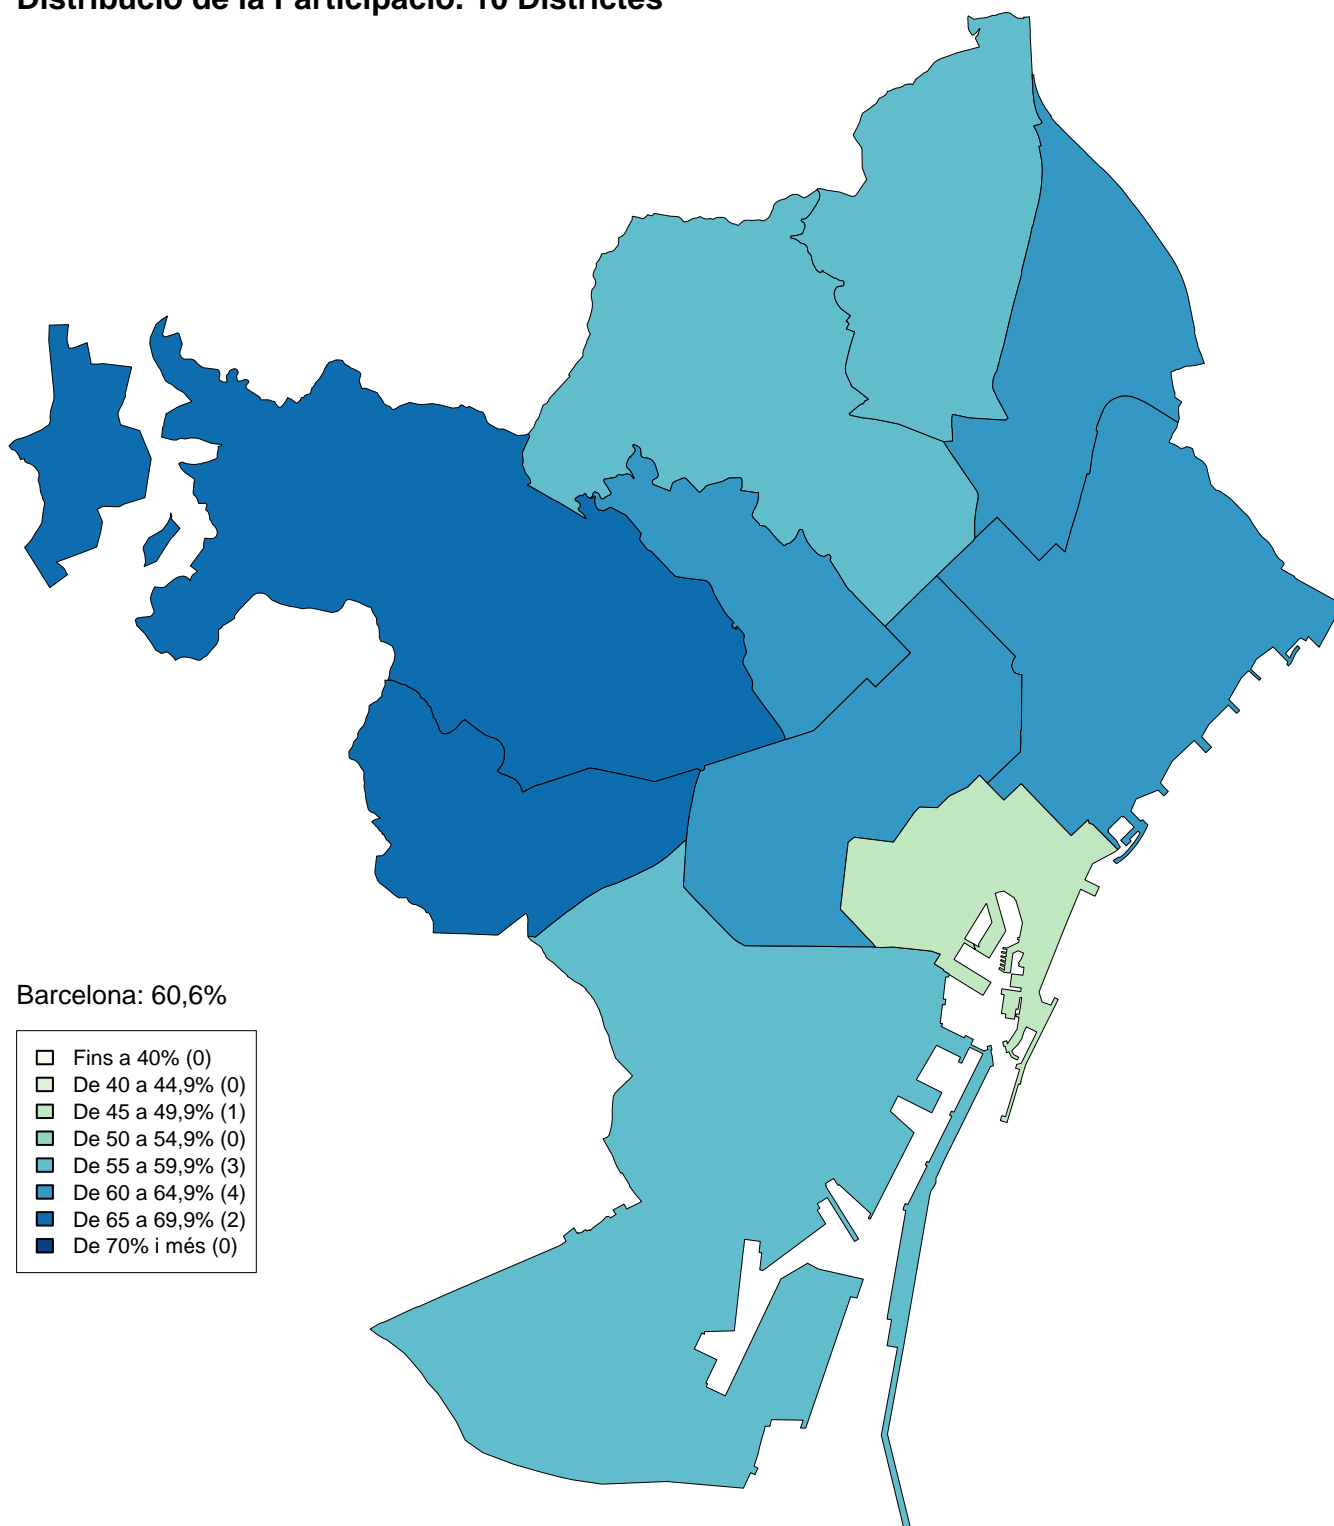 Distribució de la Participació. 10 Districtes
Barcelona: 60,6%
Fins a 40% (0)
De 40 a 44,9% (0)
De 45 a 49,9% (1)
De 50 a 54,9% (0)
De 55 a 59,9% (3)
De 60 a 64,9% (4)
De 65 a 69,9% (2)
De 70% i més (0)